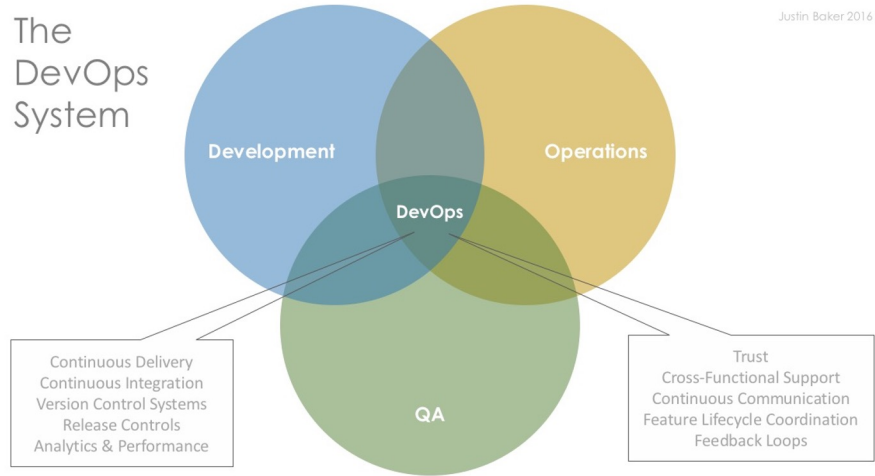 The
DevOps
System
Justin Baker 2016
Development
Operations
DevOps
QA
Continuous Delivery
Continuous Integration
Version Control Systems
Release Controls
Analytics & Performance
Trust
Cross-Functional Support
Continuous Communication
Feature Lifecycle Coordination
Feedback Loops